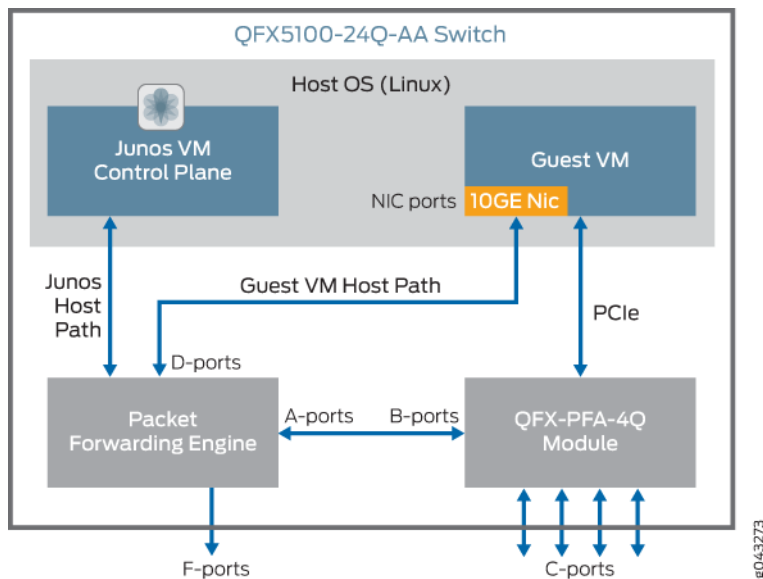 QFX5100-24Q-AA Switch
Host OS (Linux)
Junos VM
Control Plane
Guest VM
NIC ports
10GE Nic
Junos
Host
Path
Guest VM Host Path
PCIe
D-ports
Packet
Forwarding Engine
A-ports
B-ports
QFX-PFA-4Q
Module
F-ports
C-ports
g043273